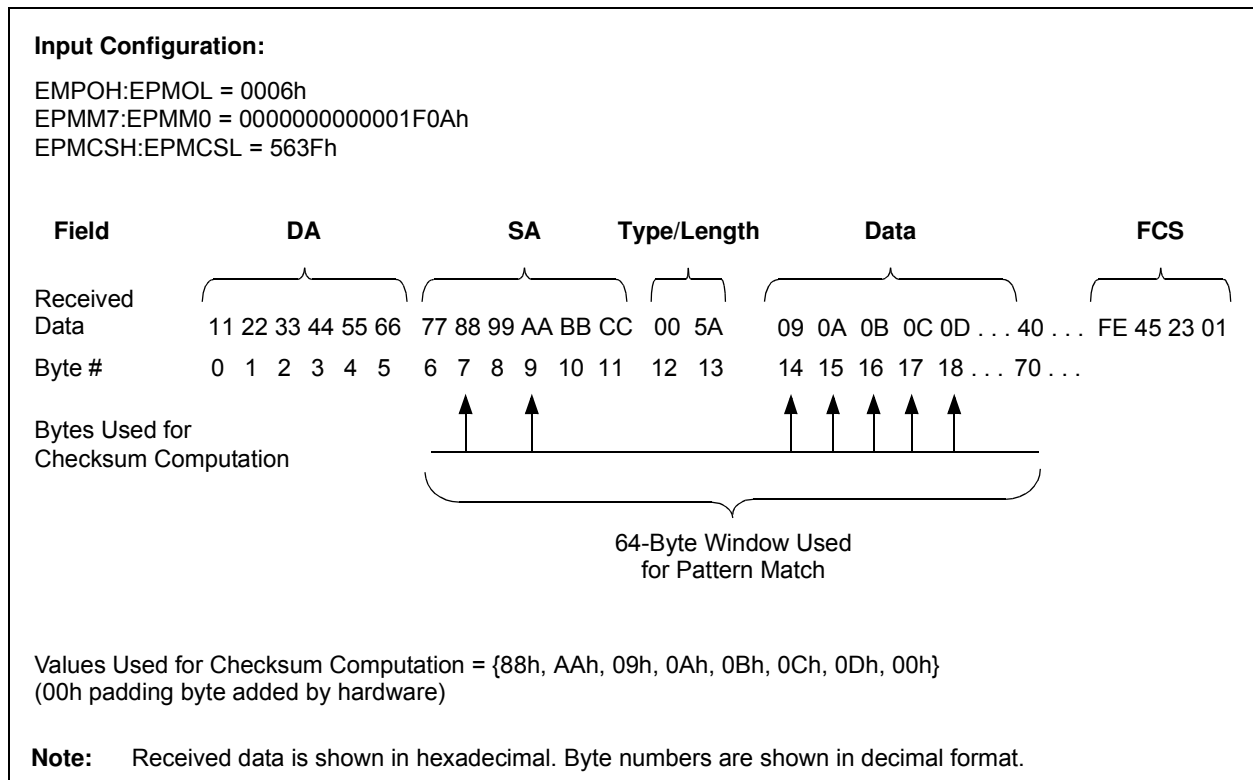 Input Configuration:
EMPOH:EPMOL = 0006h
EPMM7:EPMM0 = 0000000000001F0Ah
EPMCSH:EPMCSL = 563Fh
Field DA SA Type/Length Data FCS
Received
Data 11 22 33 44 55 66 77 88 99 AA BB CC 00 5A 09 0A 0B 0C 0D . . . 40 . . . FE 45 23 01
Byte # 0 1 2 3 4 5 6 7 8 9 10 11 12 13 14 15 16 17 18 . . . 70 . . .
Bytes Used for
Checksum Computation
64-Byte Window Used
for Pattern Match
Values Used for Checksum Computation = {88h, AAh, 09h, 0Ah, 0Bh, 0Ch, 0Dh, 00h}
(00h padding byte added by hardware)
Note: Received data is shown in hexadecimal. Byte numbers are shown in decimal format.